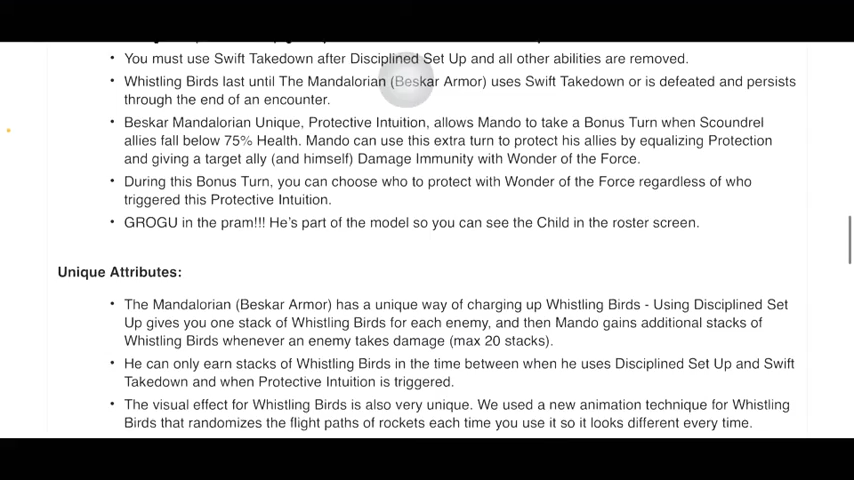 • You must use Swift Takedown after Disciplined Set Up and all other abilities are removed.
• Whistling Birds last until The Mandalorian (Beskar Armor) uses Swift Takedown or is defeated and persists
through the end of an encounter.
• Beskar Mandalorian Unique, Protective Intuition, allows Mando to take a Bonus Turn when Scoundrel
allies fall below 75% Health. Mando can use this extra turn to protect his allies by equalizing Protection
and giving a target ally (and himself) Damage Immunity with Wonder of the Force.
• During this Bonus Turn, you can choose who to protect with Wonder of the Force regardless of who
triggered this Protective Intuition.
• GROGU in the pram!!! He's part of the model so you can see the Child in the roster screen.
Unique Attributes:
• The Mandalorian (Beskar Armor) has a unique way of charging up Whistling Birds - Using Disciplined Set
Up gives you one stack of Whistling Birds for each enemy, and then Mando gains additional stacks of
Whistling Birds whenever an enemy takes damage (max 20 stacks).
• He can only earn stacks of Whistling Birds in the time between when he uses Disciplined Set Up and Swift
Takedown and when Protective Intuition is triggered.
• The visual effect for Whistling Birds is also very unique. We used a new animation technique for Whistling
Birds that randomizes the flight paths of rockets each time you use it so it looks different every time.